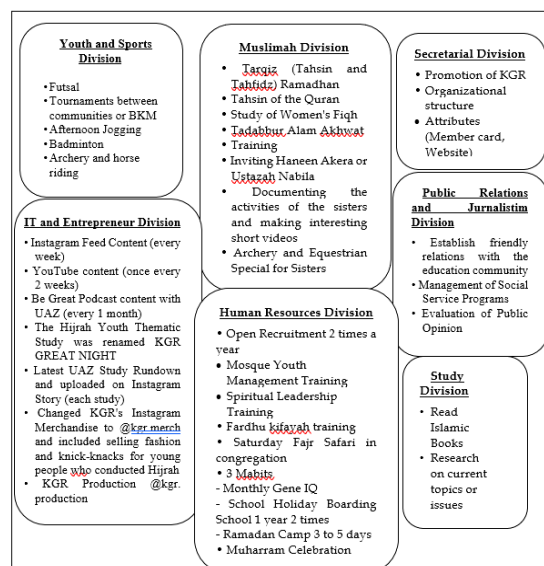 Youth and Sports
Division
•Futsal
•Tournaments between
communities or BKM
•Afternoon Jogging
•Badminton
•Archery and horse
riding
Muslimah Division
• Tarqiz (Tahsin and
Tahfidz) Ramadhan
• Tahsin of the Quran
• Study of Women's Fiqh
• Tadabbur Alam Akhwat
• Training
• Inviting Haneen Akera or
Ustazah Nabila
• Documenting the
activities of the sisters
and making interesting
short videos
• Archery and Equestrian
Special for Sisters
Secretarial Division
• Promotion of KGR
• Organizational
structure
• Attributes
(Member card,
Website)
IT and Entrepreneur Division
•Instagram Feed Content (every
week)
•YouTube content (once every
2 weeks)
•Be Great Podcast content with
UAZ (every 1 month)
• The Hijrah Youth Thematic
Study was renamed KGR
GREAT NIGHT
•Latest UAZ Study Rundown
and uploaded on Instagram
Story (each study)
• Changed KGR's Instagram
Merchandise to @kgr.merch
and included selling fashion
and knick-knacks for young
people who conducted Hijrah
• KGR Production @kgr.
production
Human Resources Division
• Open Recruitment 2 times a
year
• Mosque Youth
Management Training
• Spiritual Leadership
Training
• Fardhu kifayah training
• Saturday Fajr Safari in
congregation
• 3 Mabits
- Monthly Gene IQ
- School Holiday Boarding
School 1 year 2 times
- Ramadan Camp 3 to 5 days
• Muharram Celebration
Public Relations
and Jurnalistim
Division
• Establish friendly
relations with the
education community
•Management of Social
Service Programs
• Evaluation of Public
Opinion
Study
Division
• Read
Islamic
Books
• Research
on current
topics or
issues